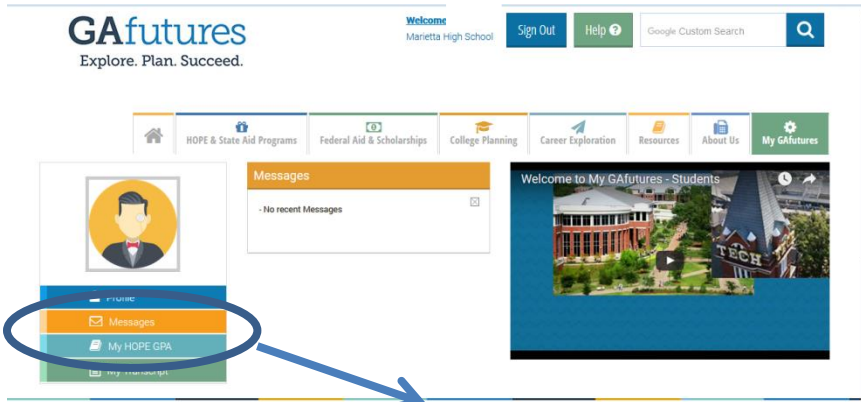 GAfutures
Explore. Plan. Succeed.
Welcome
Marietta High School
Sign Out
Help ?
Google Custom Search
HOPE & State Aid Programs
Federal Aid & Scholarships
College Planning
Career Exploration
Resources
About Us
My GAfutures
Messages
- No recent Messages
Welcome to My GAfutures - Students
TECH
Profile
Messages
My HOPE GPA
My Transcript